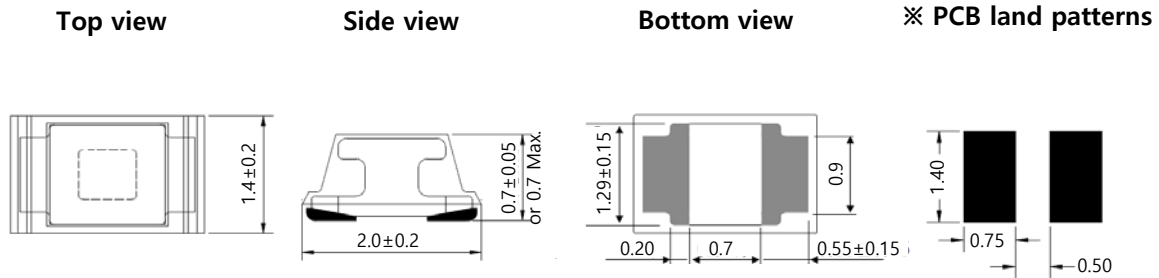 Top view
Side view
Bottom view
※ PCB land patterns
1.4±0.2
0.7±0.05
or 0.7 Max.
2.0±0.2
1.29±0.15
0.9
0.20
0.7
0.55±0.15
1.40
0.75
0.50